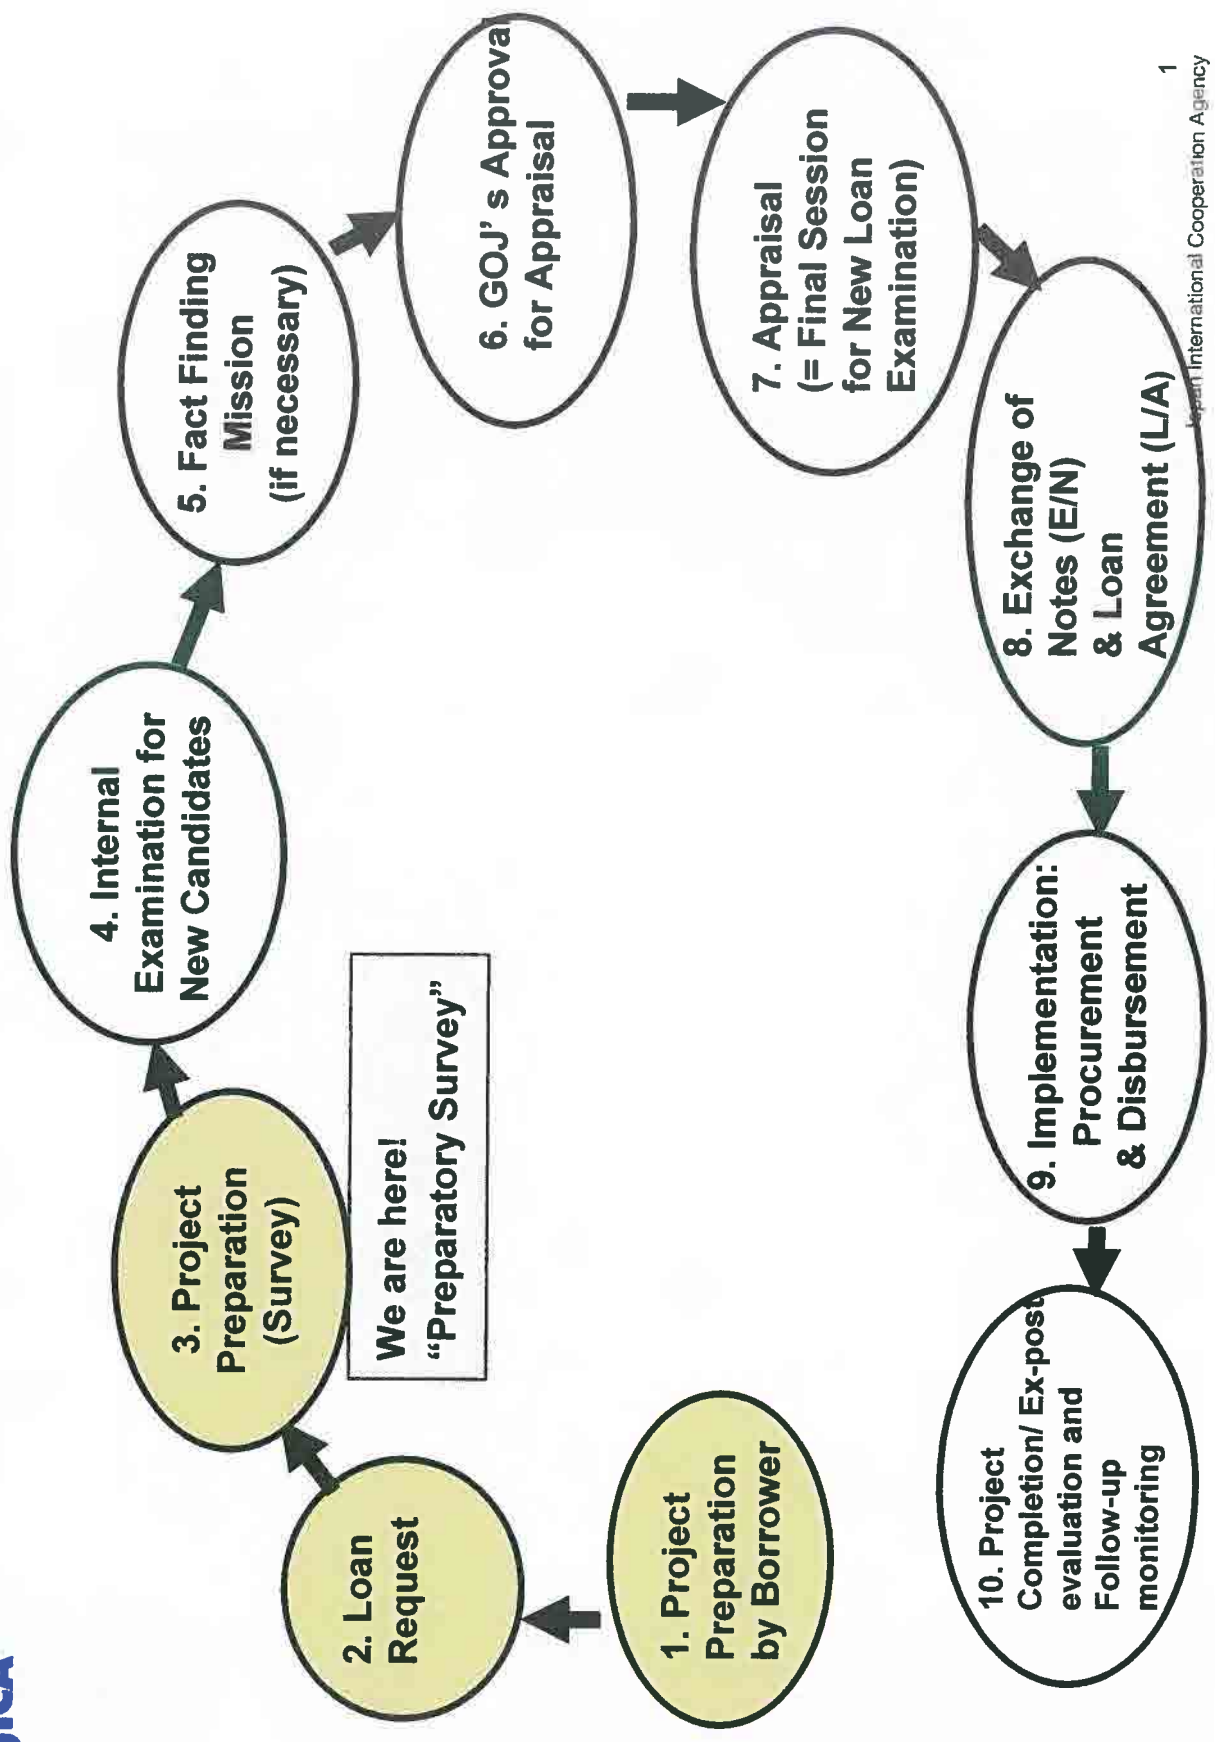 JICA
1. Project
Preparation
by Borrower
2. Loan
Request
3. Project
Preparation
(Survey)
We are here!
“Preparatory Survey”
4. Internal
Examination for
New Candidates
5. Fact Finding
Mission
(if necessary)
6. GOJ’ s Approval
for Appraisal
7. Appraisal
(= Final Session
for New Loan
Examination)
8. Exchange of
Notes (E/N)
& Loan
Agreement (L/A)
9. Implementation:
Procurement
& Disbursement
10. Project
Completion/ Ex-post
evaluation and
Follow-up
monitoring
Japan International Cooperation Agency
1